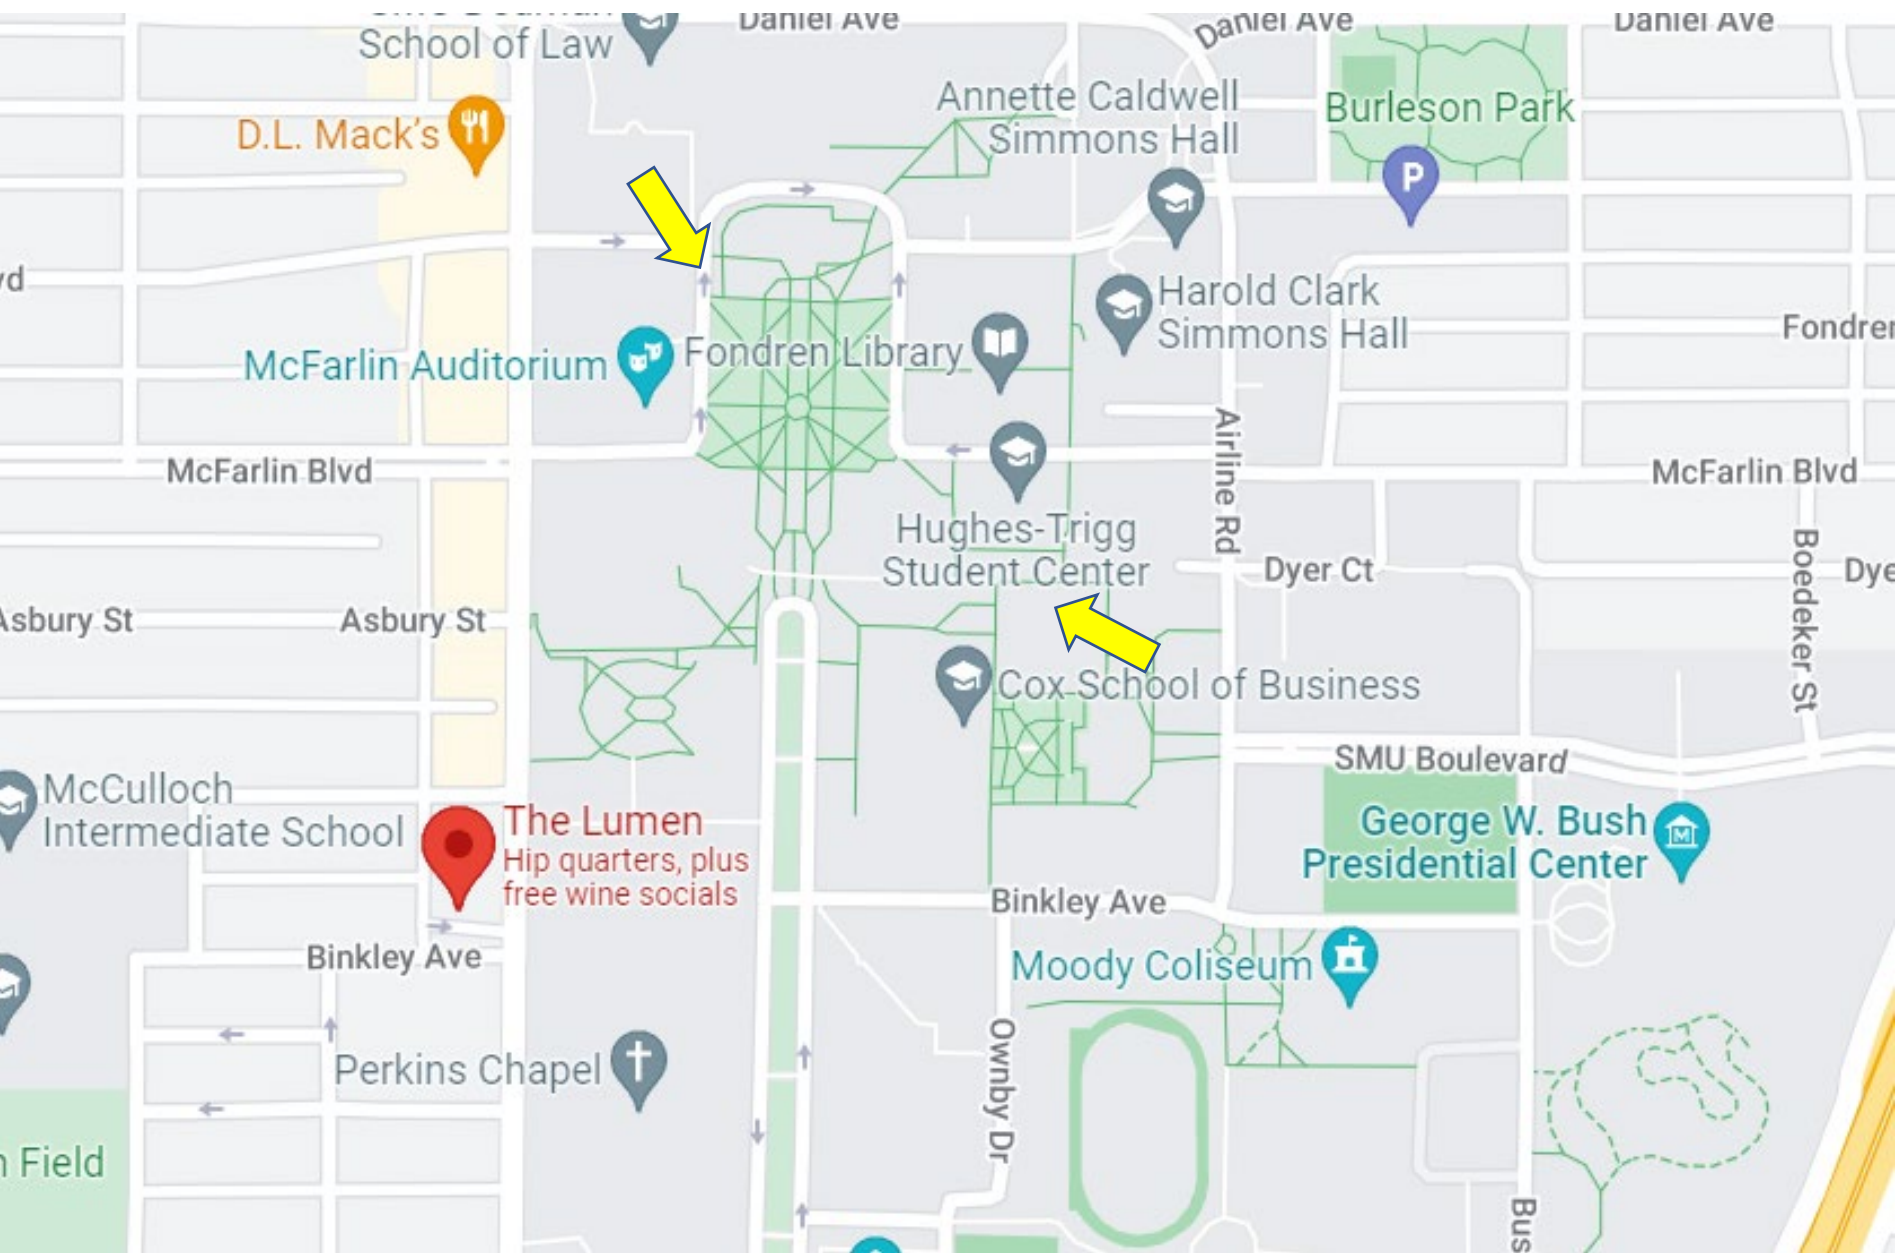 Daniel Ave
Daniel Ave
Daniel Ave
School of Law
Annette Caldwell
Simmons Hall
Burleson Park
P
D.L. Mack's
Harold Clark
Simmons Hall
McFarlin Auditorium
Fondren Library
McFarlin Blvd
Airline Rd
McFarlin Blvd
Hughes-Trigg
Student Center
Dyer Ct
Boedeker St
Asbury St
Asbury St
Cox School of Business
SMU Boulevard
McCulloch
Intermediate School
The Lumen
Hip quarters, plus
free wine socials
George W. Bush
Presidential Center
M
Binkley Ave
Binkley Ave
Moody Coliseum
Perkins Chapel
Ownby Dr
Field